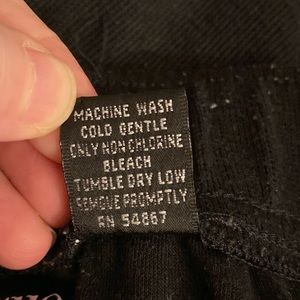 MACHINE WASH
COLD GENTLE
ONLY NON CHLORINE
BLEACH
TUMBLE DRY LOW
REMOVE PROMPTLY
RN 54867